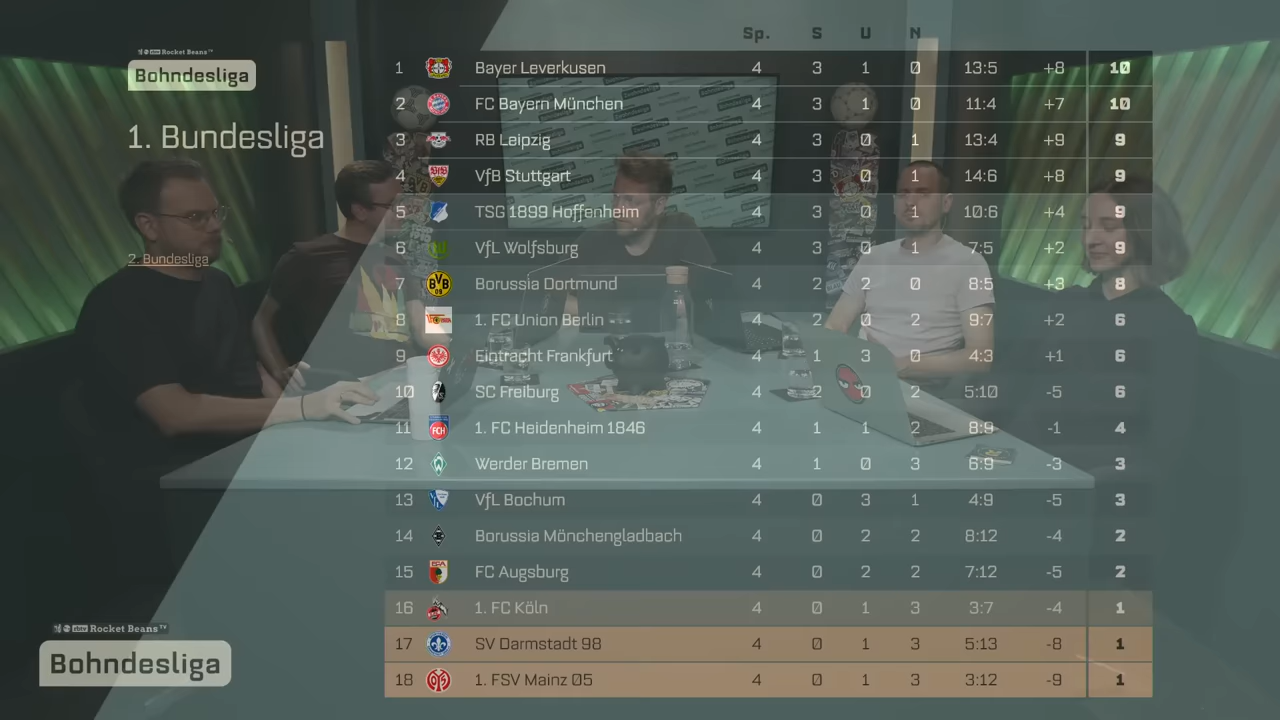 Rocket Beans TV
Bohndesliga
1. Bundesliga
2. Bundesliga
Sp. S U N
1 Bayer Leverkusen 4 3 1 0 13:5 +8 10
2 FC Bayern München 4 3 1 0 11:4 +7 10
3 RB Leipzig 4 3 0 1 13:4 +9 9
4 VfB Stuttgart 4 3 0 1 14:6 +8 9
5 TSG 1899 Hoffenheim 4 3 0 1 10:6 +4 9
6 VfL Wolfsburg 4 3 0 1 7:5 +2 9
7 Borussia Dortmund 4 2 2 0 8:5 +3 8
8 1. FC Union Berlin 4 2 0 2 9:7 +2 6
9 Eintracht Frankfurt 4 1 3 0 4:3 +1 6
10 SC Freiburg 4 2 0 2 5:10 -5 6
11 1. FC Heidenheim 1846 4 1 1 2 8:9 -1 4
12 Werder Bremen 4 1 0 3 6:9 -3 3
13 VfL Bochum 4 0 3 1 4:9 -5 3
14 Borussia Mönchengladbach 4 0 2 2 8:12 -4 2
15 FC Augsburg 4 0 2 2 7:12 -5 2
16 1. FC Köln 4 0 1 3 3:7 -4 1
17 SV Darmstadt 98 4 0 1 3 5:13 -8 1
18 1. FSV Mainz 05 4 0 1 3 3:12 -9 1
Rocket Beans TV
Bohndesliga